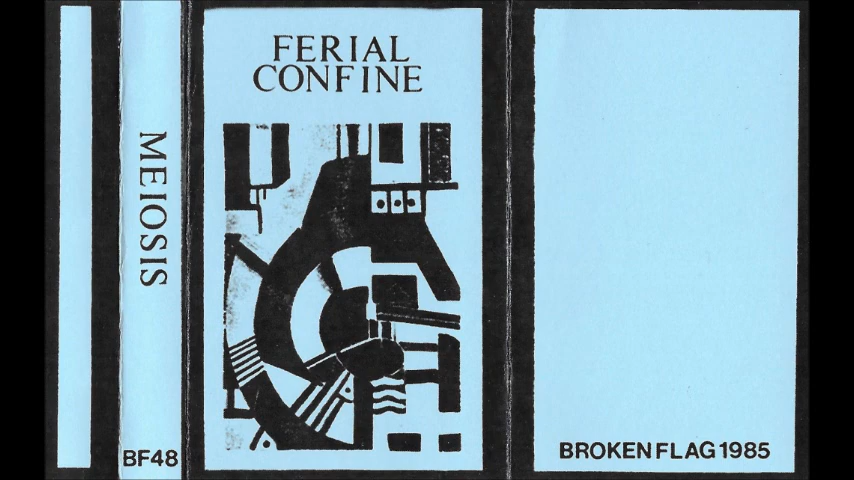 MEIOSIS
BF48
FERIAL
CONFINE
BROKEN FLAG 1985